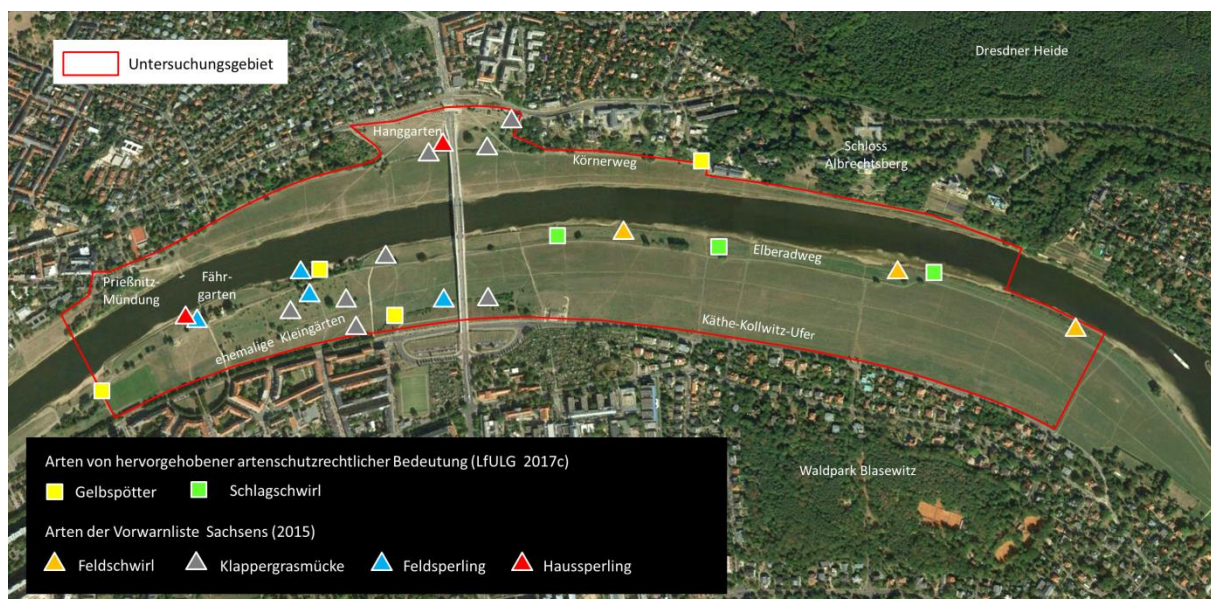 Untersuchungsgebiet
Dresdner Heide
Hanggarten
Körnerweg
Schloss
Albrechtsberg
Elberadweg
Prießnitz-
Mündung
Fähr-
garten
ehemalige Kleingärten
Käthe-Kollwitz-Ufer
Waldpark Blasewitz
Arten von hervorgehobener artenschutzrechtlicher Bedeutung (LfULG 2017c)
Gelbspötter Schlagschwirl
Arten der Vorwarnliste Sachsens (2015)
Feldschwirl Klappergrasmücke Feldsperling Haussperling